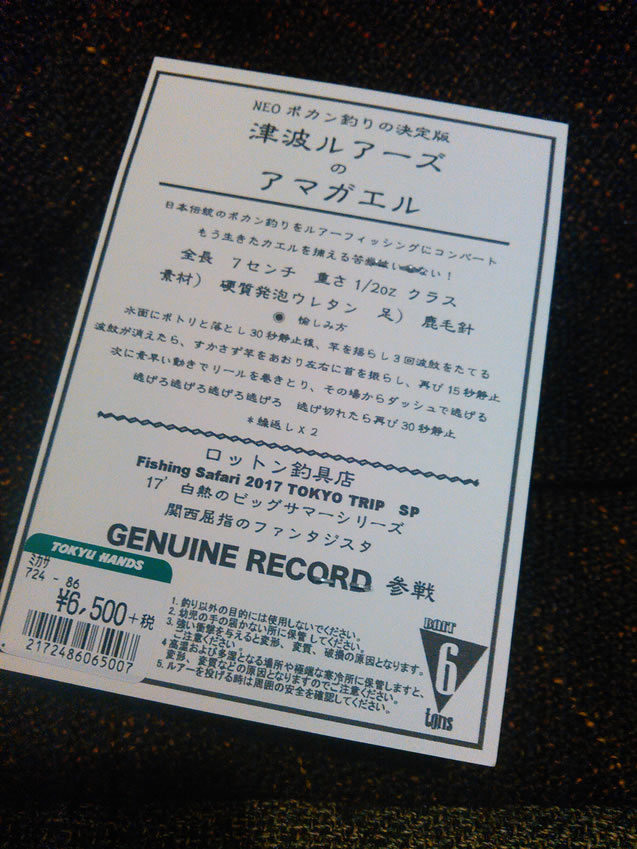 NEO ボカン釣りの決定版
津波ルアーズ
の
アマガエル
日本伝統のボカン釣りをルアーフィッシングにコンバート
もう生きたカエルを捕える苦労はいらない！
全長 7センチ 重さ 1/2oz クラス
素材） 硬質発泡ウレタン 足） 鹿毛針
◉ 愉しみ方
水面にポトリと落とし30秒静止後、竿を揺らし3回波紋をたてる
波紋が消えたら、すかさず竿をあおり左右に首を振らし、再び15秒静止
次に素早い動きでリールを巻きとり、その場からダッシュで逃げる
逃げろ逃げろ逃げろ逃げろ 逃げ切れたら再び30秒静止
*繰返しX2
ロットン釣具店
Fishing Safari 2017 TOKYO TRIP SP
17' 白熱のビッグサマーシリーズ
関西屈指のファンタジスタ
GENUINE RECORD 参戦
TOKYU HANDS
ミカサ
724 - 86
¥6,500+税
2172486065007
1. 釣り以外の目的には使用しないでください。
2. 幼児の手の届かない所に保管してください。
3. 強い衝撃を与えると変形、変質、破損の原因となります。
ご注意ください。
4 高温および多湿となる場所や極端な寒冷所に保管しますと、
変形、変質などの原因となりますのでご注意ください。
5. ルアーを投げる時は周囲の安全を確認してください。
BAIT
6
tons